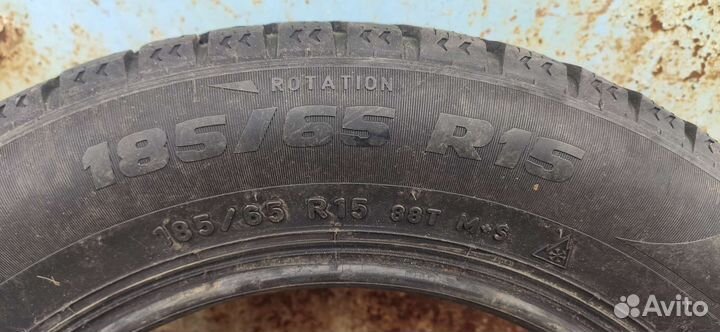 ROTATION
185/65 R15
185/65 R15 88T M+S
Avito